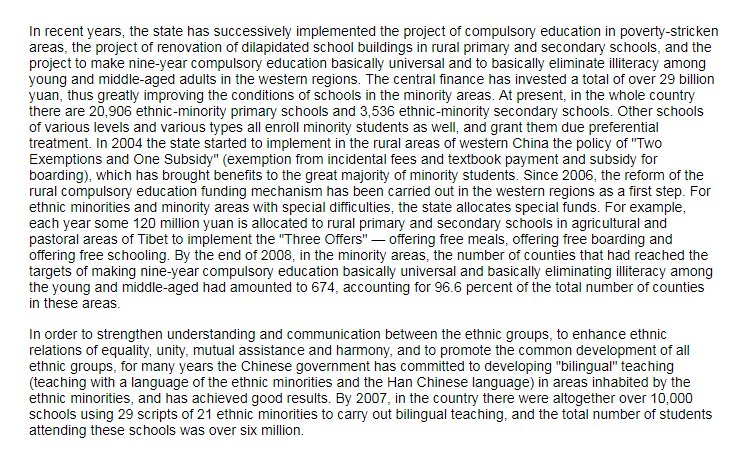 In recent years, the state has successively implemented the project of compulsory education in poverty-stricken
areas, the project of renovation of dilapidated school buildings in rural primary and secondary schools, and the
project to make nine-year compulsory education basically universal and to basically eliminate illiteracy among
young and middle-aged adults in the western regions. The central finance has invested a total of over 29 billion
yuan, thus greatly improving the conditions of schools in the minority areas. At present, in the whole country
there are 20,906 ethnic-minority primary schools and 3,536 ethnic-minority secondary schools. Other schools
of various levels and various types all enroll minority students as well, and grant them due preferential
treatment. In 2004 the state started to implement in the rural areas of western China the policy of "Two
Exemptions and One Subsidy" (exemption from incidental fees and textbook payment and subsidy for
boarding), which has brought benefits to the great majority of minority students. Since 2006, the reform of the
rural compulsory education funding mechanism has been carried out in the western regions as a first step. For
ethnic minorities and minority areas with special difficulties, the state allocates special funds. For example,
each year some 120 million yuan is allocated to rural primary and secondary schools in agricultural and
pastoral areas of Tibet to implement the "Three Offers" — offering free meals, offering free boarding and
offering free schooling. By the end of 2008, in the minority areas, the number of counties that had reached the
targets of making nine-year compulsory education basically universal and basically eliminating illiteracy among
the young and middle-aged had amounted to 674, accounting for 96.6 percent of the total number of counties
in these areas.
In order to strengthen understanding and communication between the ethnic groups, to enhance ethnic
relations of equality, unity, mutual assistance and harmony, and to promote the common development of all
ethnic groups, for many years the Chinese government has committed to developing "bilingual" teaching
(teaching with a language of the ethnic minorities and the Han Chinese language) in areas inhabited by the
ethnic minorities, and has achieved good results. By 2007, in the country there were altogether over 10,000
schools using 29 scripts of 21 ethnic minorities to carry out bilingual teaching, and the total number of students
attending these schools was over six million.